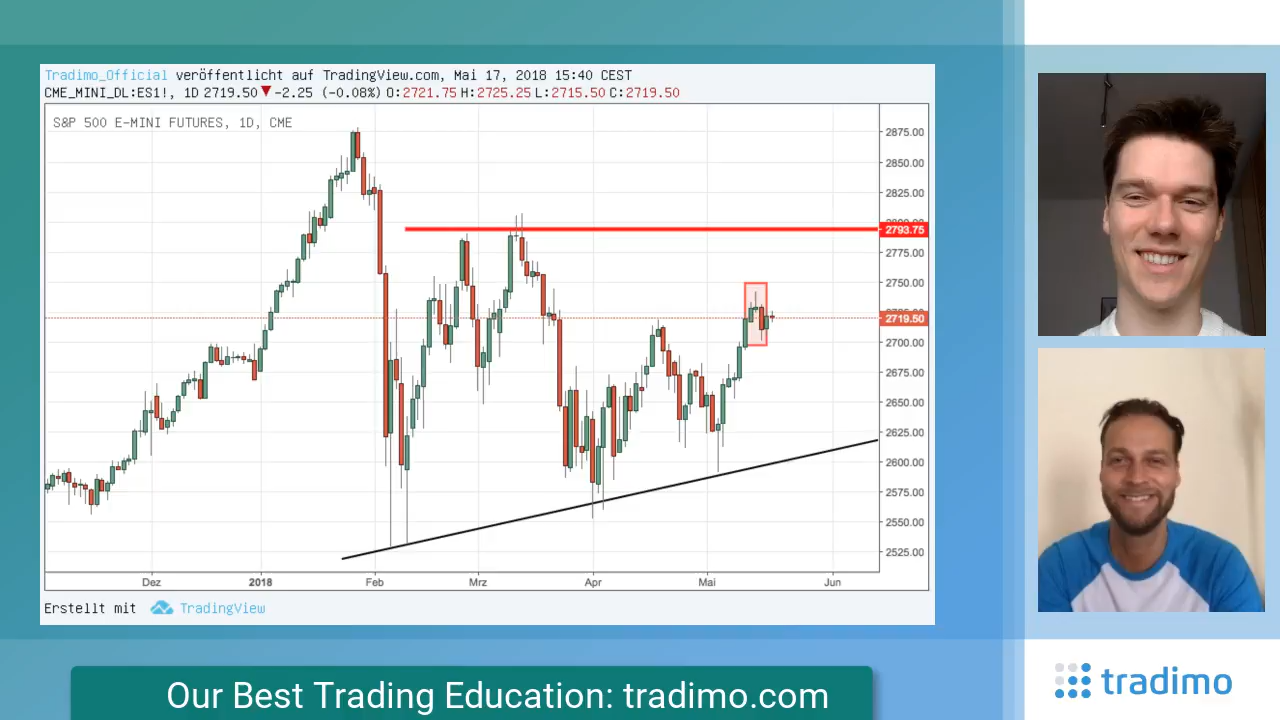 Tradimo_Official veröffentlicht auf TradingView.com, Mai 17, 2018 15:40 CEST
CME_MINI_DL:ES1!, 1D 2719.50 ▼ -2.25 (-0.08%) O:2721.75 H:2725.25 L:2715.50 C:2719.50
S&P 500 E-MINI FUTURES, 1D, CME
2875.00
2850.00
2825.00
2793.75
2775.00
2750.00
2719.50
2700.00
2675.00
2650.00
2625.00
2600.00
2575.00
2550.00
2525.00
Dez 2018 Feb Mrz Apr Mai Jun
Erstellt mit TradingView
Our Best Trading Education: tradimo.com
tradimo